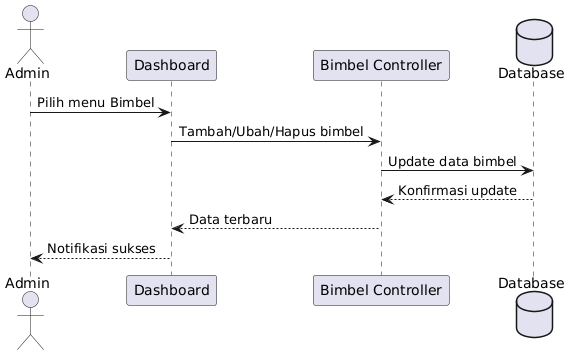 Admin
Dashboard
Bimbel Controller
Database
Pilih menu Bimbel
Tambah/Ubah/Hapus bimbel
Update data bimbel
Konfirmasi update
Data terbaru
Notifikasi sukses
Admin
Dashboard
Bimbel Controller
Database